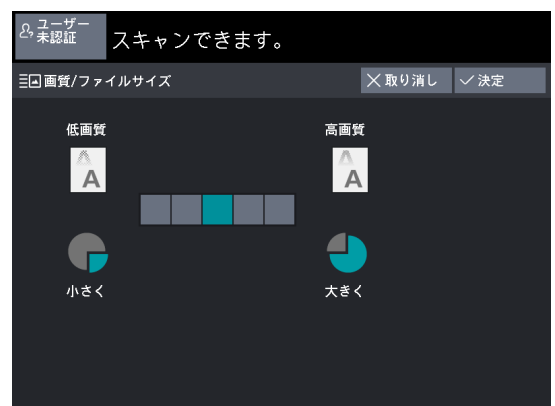 ユーザー
未認証
スキャンできます。
画質/ファイルサイズ
取り消し
決定
低画質
高画質
A
A
A
A
小さく
大きく